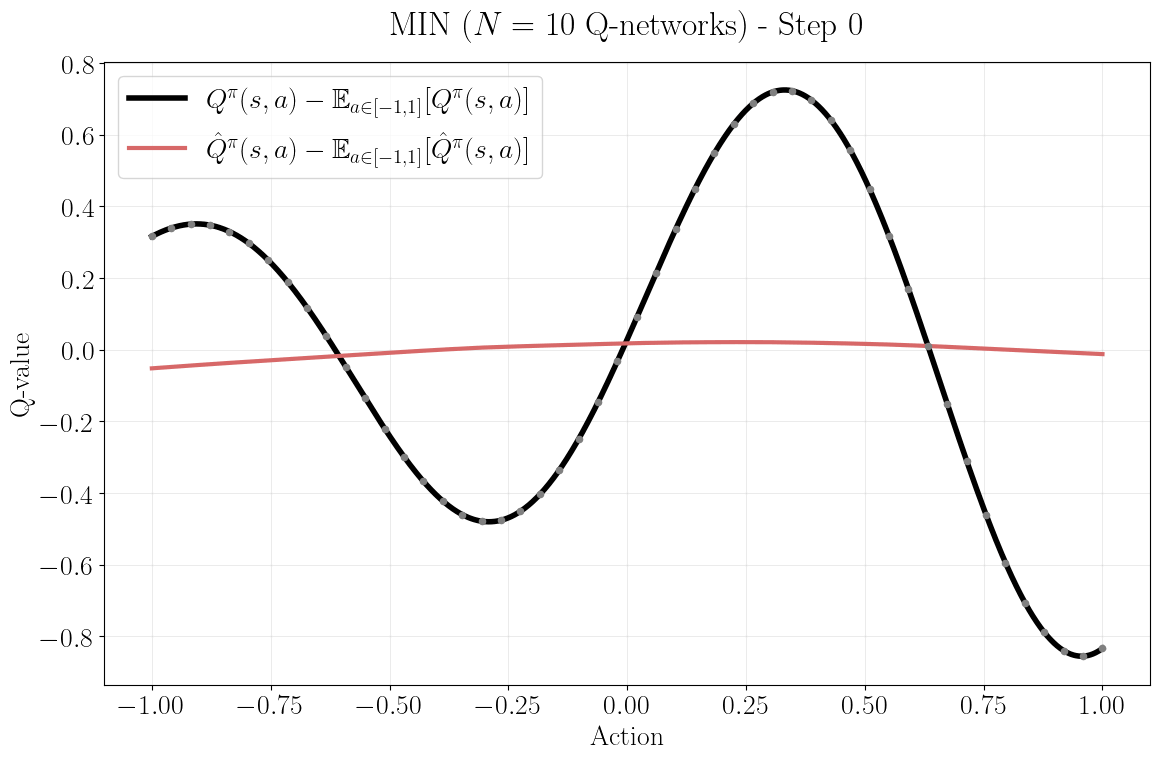 MIN (N = 10 Q-networks) - Step 0
Q^π(s, a) − 𝔼_{a∈[−1,1]}[Q^π(s, a)]
Q̂^π(s, a) − 𝔼_{a∈[−1,1]}[Q̂^π(s, a)]
Q-value
0.8
0.6
0.4
0.2
0.0
−0.2
−0.4
−0.6
−0.8
−1.00 −0.75 −0.50 −0.25 0.00 0.25 0.50 0.75 1.00
Action